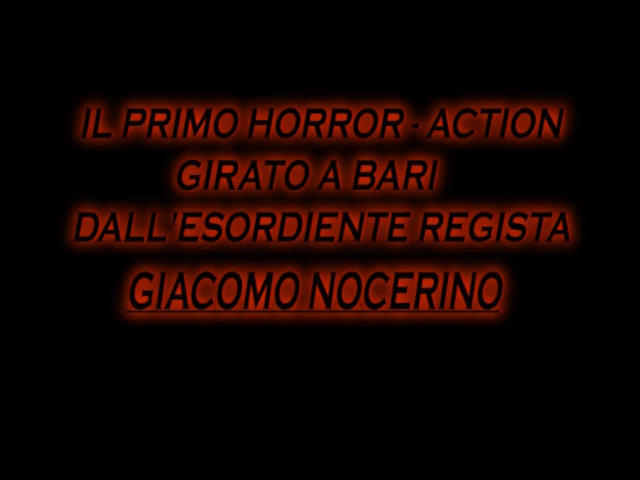 IL PRIMO HORROR - ACTION
GIRATO A BARI
DALL'ESORDIENTE REGISTA
GIACOMO NOCERINO